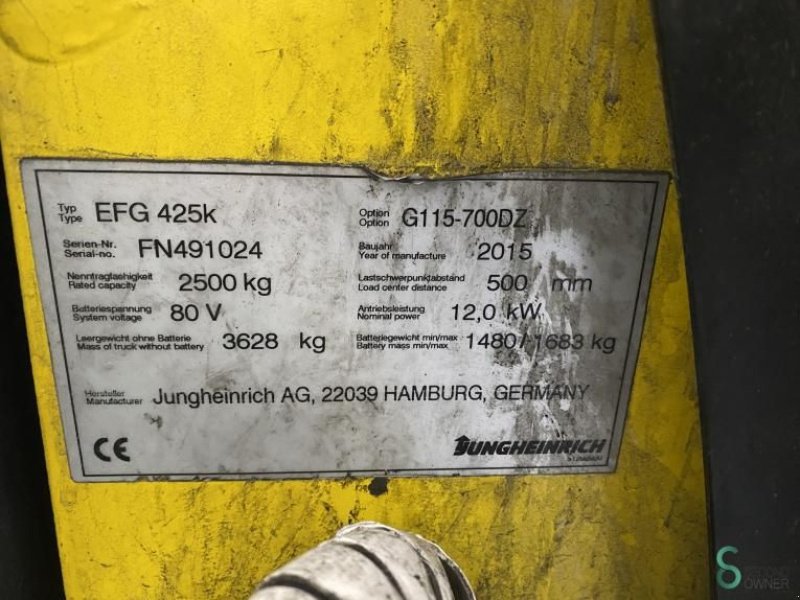 Typ
Type EFG 425k
Option
Option G115-700DZ
Serien-Nr.
Serial-no. FN491024
Baujahr
Year of manufacture 2015
Nenntragfaehigkeit
Rated capacity 2500 kg
Lastschwerpunktabstand
Load center distance 500 mm
Batteriespannung
System voltage 80 V
Antriebsleistung
Nominal power 12,0 kW
Leergewicht ohne Batterie
Mass of truck without battery 3628 kg
Batteriegewicht min/max
Battery mass min/max 1480/1683 kg
Hersteller
Manufacturer Jungheinrich AG, 22039 HAMBURG, GERMANY
CE
JUNGHEINRICH
SECOND
OWNER